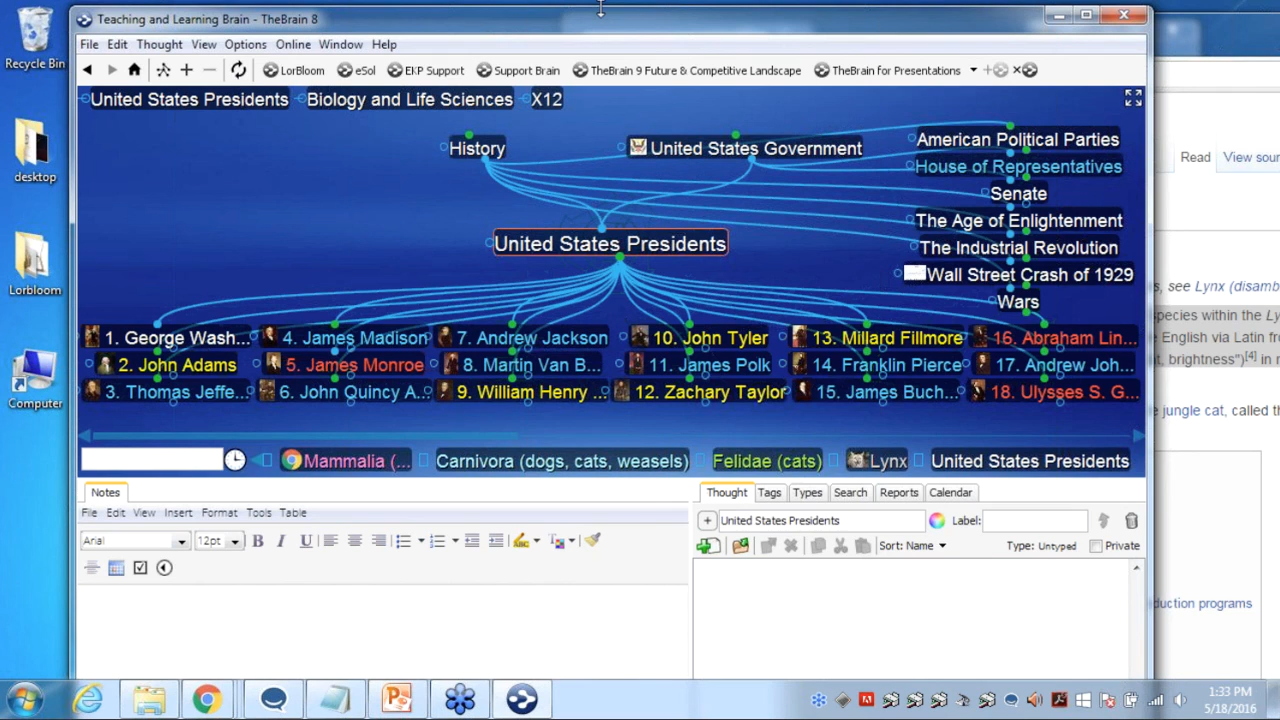 Recycle Bin
desktop
Lorbloom
Computer
Teaching and Learning Brain - TheBrain 8
File Edit Thought View Options Online Window Help
LorBloom eSol EKP Support Support Brain TheBrain 9 Future & Competitive Landscape TheBrain for Presentations
United States Presidents Biology and Life Sciences X12
History United States Government American Political Parties
House of Representatives
Senate
The Age of Enlightenment
The Industrial Revolution
United States Presidents
Wall Street Crash of 1929
Wars
1. George Wash... 4. James Madison 7. Andrew Jackson 10. John Tyler 13. Millard Fillmore 16. Abraham Lin...
2. John Adams 5. James Monroe 8. Martin Van B... 11. James Polk 14. Franklin Pierce 17. Andrew Joh...
3. Thomas Jeffe... 6. John Quincy A... 9. William Henry ... 12. Zachary Taylor 15. James Buch... 18. Ulysses S. G...
Mammalia (... Carnivora (dogs, cats, weasels) Felidae (cats) Lynx United States Presidents
Notes
File Edit View Insert Format Tools Table
Arial 12pt B I U
Thought Tags Types Search Reports Calendar
United States Presidents Label:
Sort: Name Type: Untyped Private
Read View sour
s, see Lynx (disamb
species within the Ly
English via Latin fro
t, brightness")[4] in r
e jungle cat, called th
duction programs
1:33 PM
5/18/2016